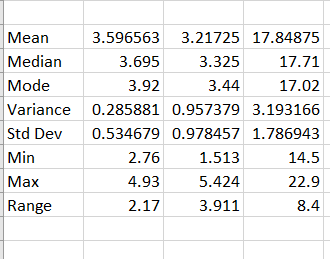 Mean 3.596563 3.21725 17.84875
Median 3.695 3.325 17.71
Mode 3.92 3.44 17.02
Variance 0.285881 0.957379 3.193166
Std Dev 0.534679 0.978457 1.786943
Min 2.76 1.513 14.5
Max 4.93 5.424 22.9
Range 2.17 3.911 8.4